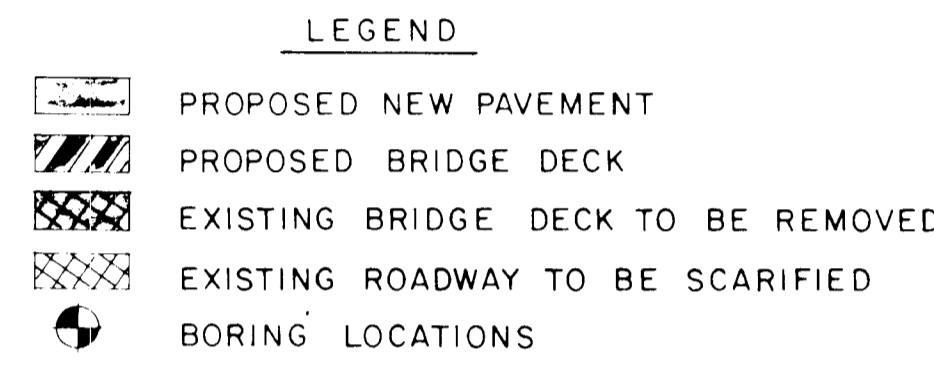 LEGEND
PROPOSED NEW PAVEMENT
PROPOSED BRIDGE DECK
EXISTING BRIDGE DECK TO BE REMOVED
EXISTING ROADWAY TO BE SCARIFIED
BORING LOCATIONS